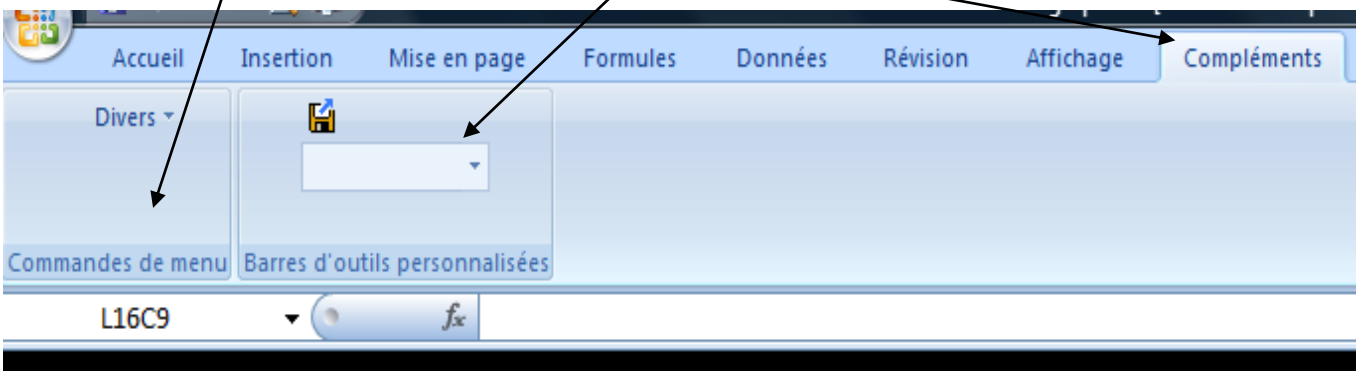 Accueil Insertion Mise en page Formules Données Révision Affichage Compléments
Divers
Commandes de menu Barres d'outils personnalisées
L16C9 fx